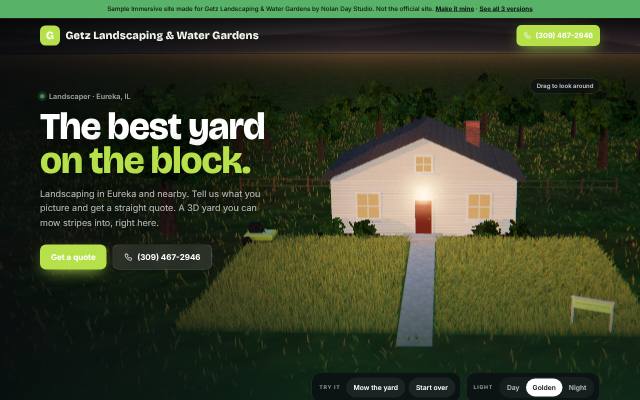 Sample Immersive site made for Getz Landscaping & Water Gardens by Nolan Day Studio. Not the official site. Make it mine · See all 3 versions
G Getz Landscaping & Water Gardens
(309) 467-2946
Drag to look around
Landscaper · Eureka, IL
The best yard
on the block.
Landscaping in Eureka and nearby. Tell us what you
picture and get a straight quote. A 3D yard you can
mow stripes into, right here.
Get a quote
(309) 467-2946
TRY IT Mow the yard Start over
LIGHT Day Golden Night